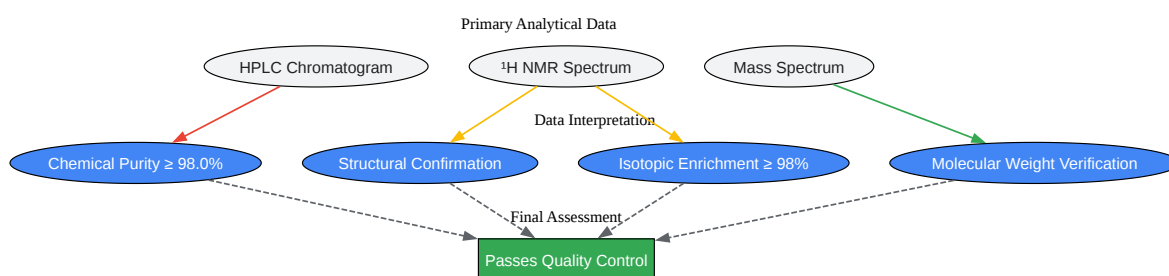 Primary Analytical Data
HPLC Chromatogram
¹H NMR Spectrum
Mass Spectrum
Data Interpretation
Chemical Purity ≥ 98.0%
Structural Confirmation
Isotopic Enrichment ≥ 98%
Molecular Weight Verification
Final Assessment
Passes Quality Control